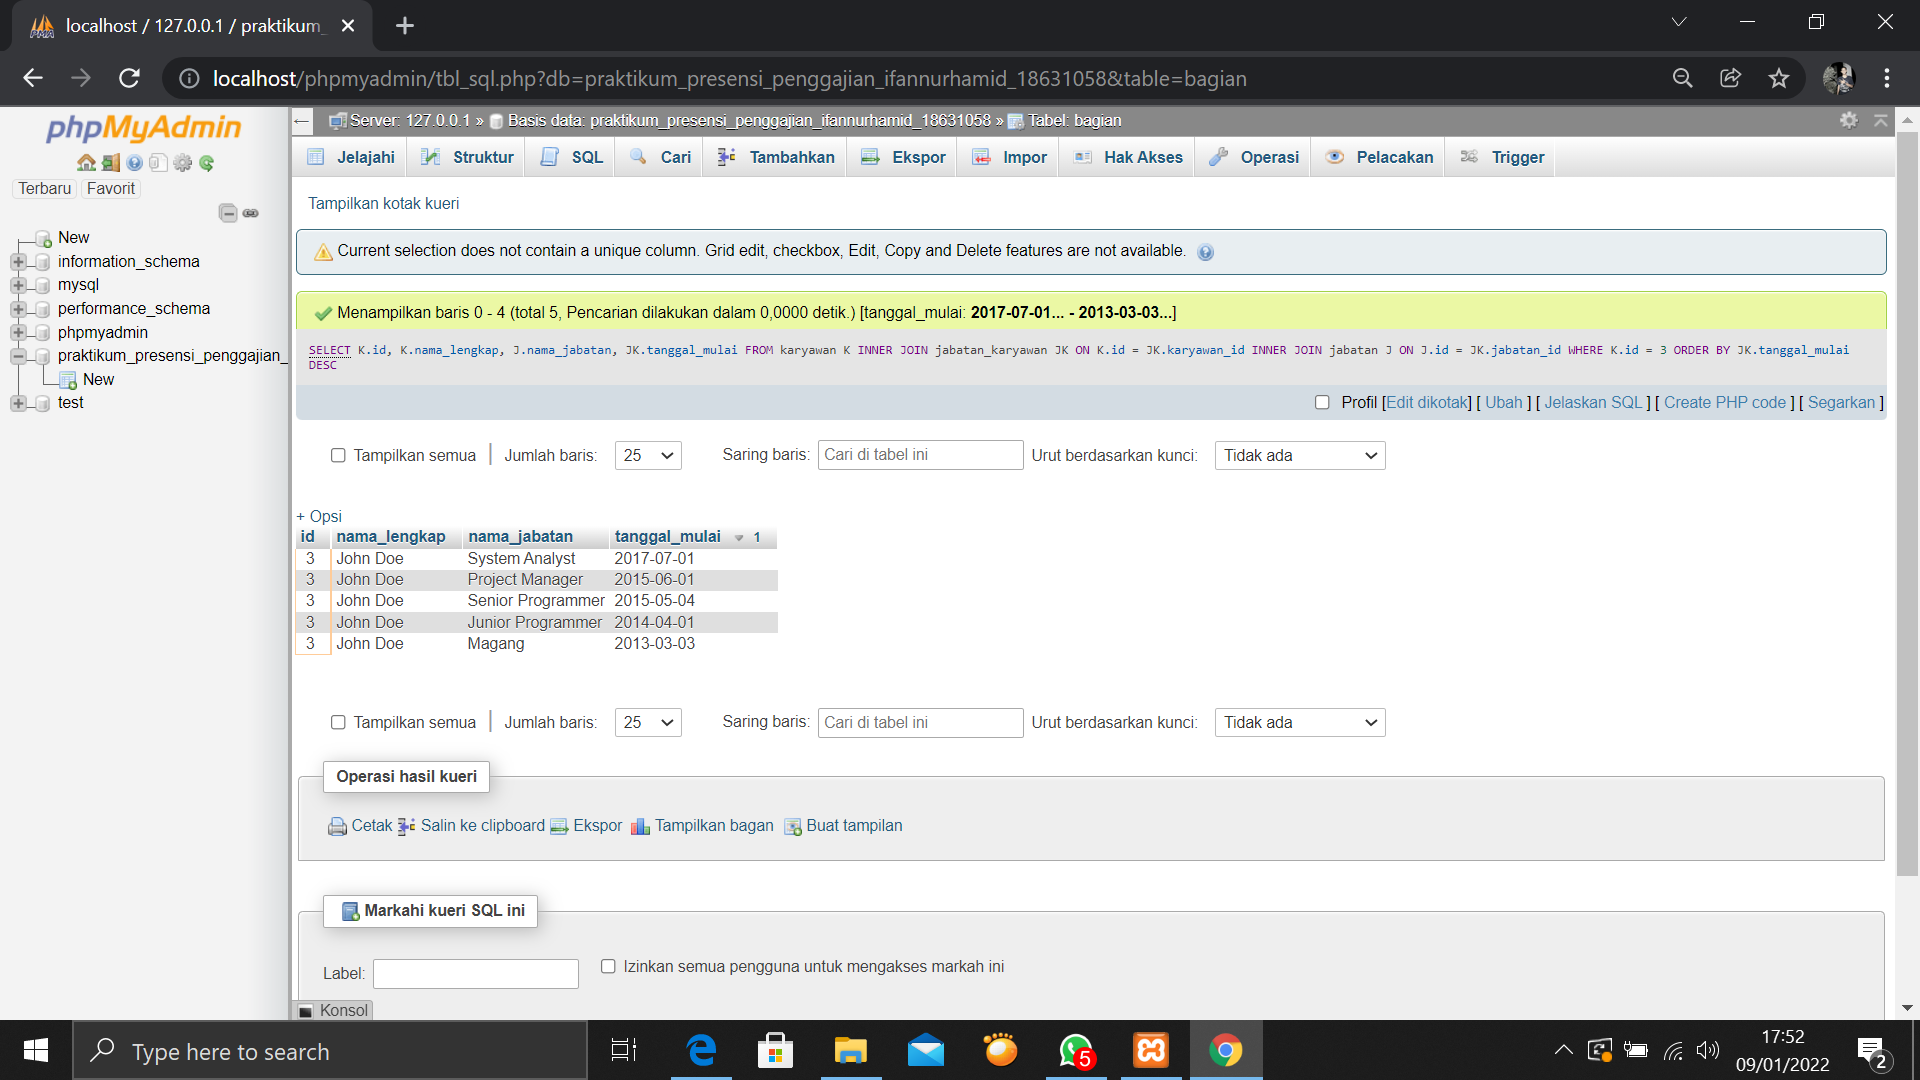 localhost / 127.0.0.1 / praktikum_
localhost/phpmyadmin/tbl_sql.php?db=praktikum_presensi_penggajian_ifannurhamid_18631058&table=bagian
phpMyAdmin
Terbaru Favorit
New
information_schema
mysql
performance_schema
phpmyadmin
praktikum_presensi_penggajian_
New
test
Server: 127.0.0.1 » Basis data: praktikum_presensi_penggajian_ifannurhamid_18631058 » Tabel: bagian
Jelajahi Struktur SQL Cari Tambahkan Ekspor Impor Hak Akses Operasi Pelacakan Trigger
Tampilkan kotak kueri
Current selection does not contain a unique column. Grid edit, checkbox, Edit, Copy and Delete features are not available.
Menampilkan baris 0 - 4 (total 5, Pencarian dilakukan dalam 0,0000 detik.) [tanggal_mulai: 2017-07-01... - 2013-03-03...]
SELECT K.id, K.nama_lengkap, J.nama_jabatan, JK.tanggal_mulai FROM karyawan K INNER JOIN jabatan_karyawan JK ON K.id = JK.karyawan_id INNER JOIN jabatan J ON J.id = JK.jabatan_id WHERE K.id = 3 ORDER BY JK.tanggal_mulai
DESC
Profil [Edit dikotak] [ Ubah ] [ Jelaskan SQL ] [ Create PHP code ] [ Segarkan ]
Tampilkan semua | Jumlah baris: 25 Saring baris: Cari di tabel ini Urut berdasarkan kunci: Tidak ada
+ Opsi
id nama_lengkap nama_jabatan tanggal_mulai 1
3 John Doe System Analyst 2017-07-01
3 John Doe Project Manager 2015-06-01
3 John Doe Senior Programmer 2015-05-04
3 John Doe Junior Programmer 2014-04-01
3 John Doe Magang 2013-03-03
Tampilkan semua | Jumlah baris: 25 Saring baris: Cari di tabel ini Urut berdasarkan kunci: Tidak ada
Operasi hasil kueri
Cetak Salin ke clipboard Ekspor Tampilkan bagan Buat tampilan
Markahi kueri SQL ini
Label: Izinkan semua pengguna untuk mengakses markah ini
Konsol
Type here to search
5
17:52
09/01/2022
2